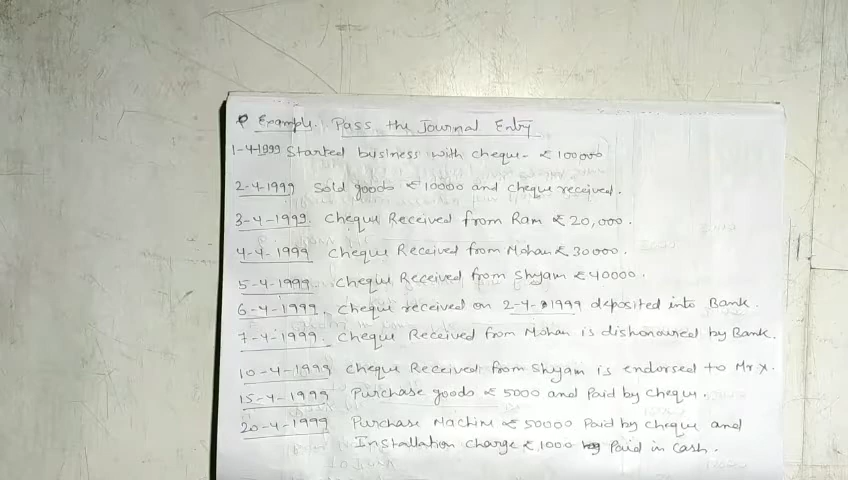 Example. Pass the Journal Entry
1-4-1999 Started business with cheque - ₹100000
2-4-1999 Sold goods ₹10000 and cheque received.
3-4-1999. Cheque Received from Ram ₹20,000.
4-4-1999 Cheque Received from Mohan ₹30000.
5-4-1999. Cheque Received from Shyam ₹40000.
6-4-1999. Cheque received on 2-4-1999 deposited into Bank.
7-4-1999. Cheque Received from Mohan is dishonoured by Bank.
10-4-1999 Cheque Received from Shyam is endorsed to Mr X.
15-4-1999 Purchase goods ₹5000 and Paid by Cheque.
20-4-1999 Purchase Machine ₹50000 Paid by cheque and
Installation charge ₹1000 Paid in Cash.